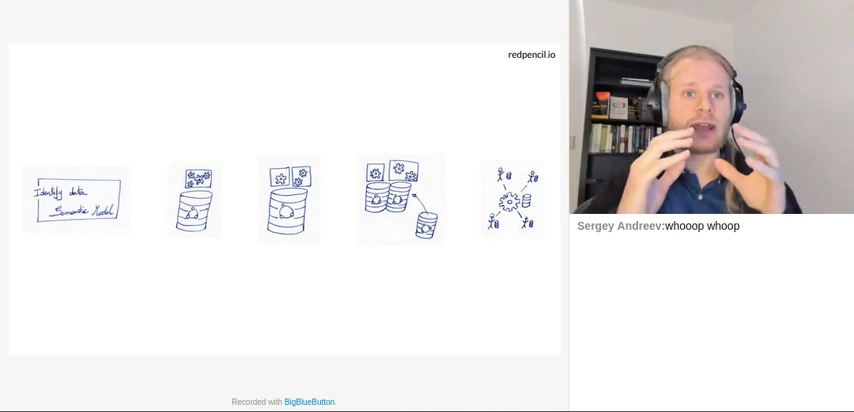 redpencil.io
Identify data
Semantic Model
Sergey Andreev:whooop whoop
Recorded with BigBlueButton.